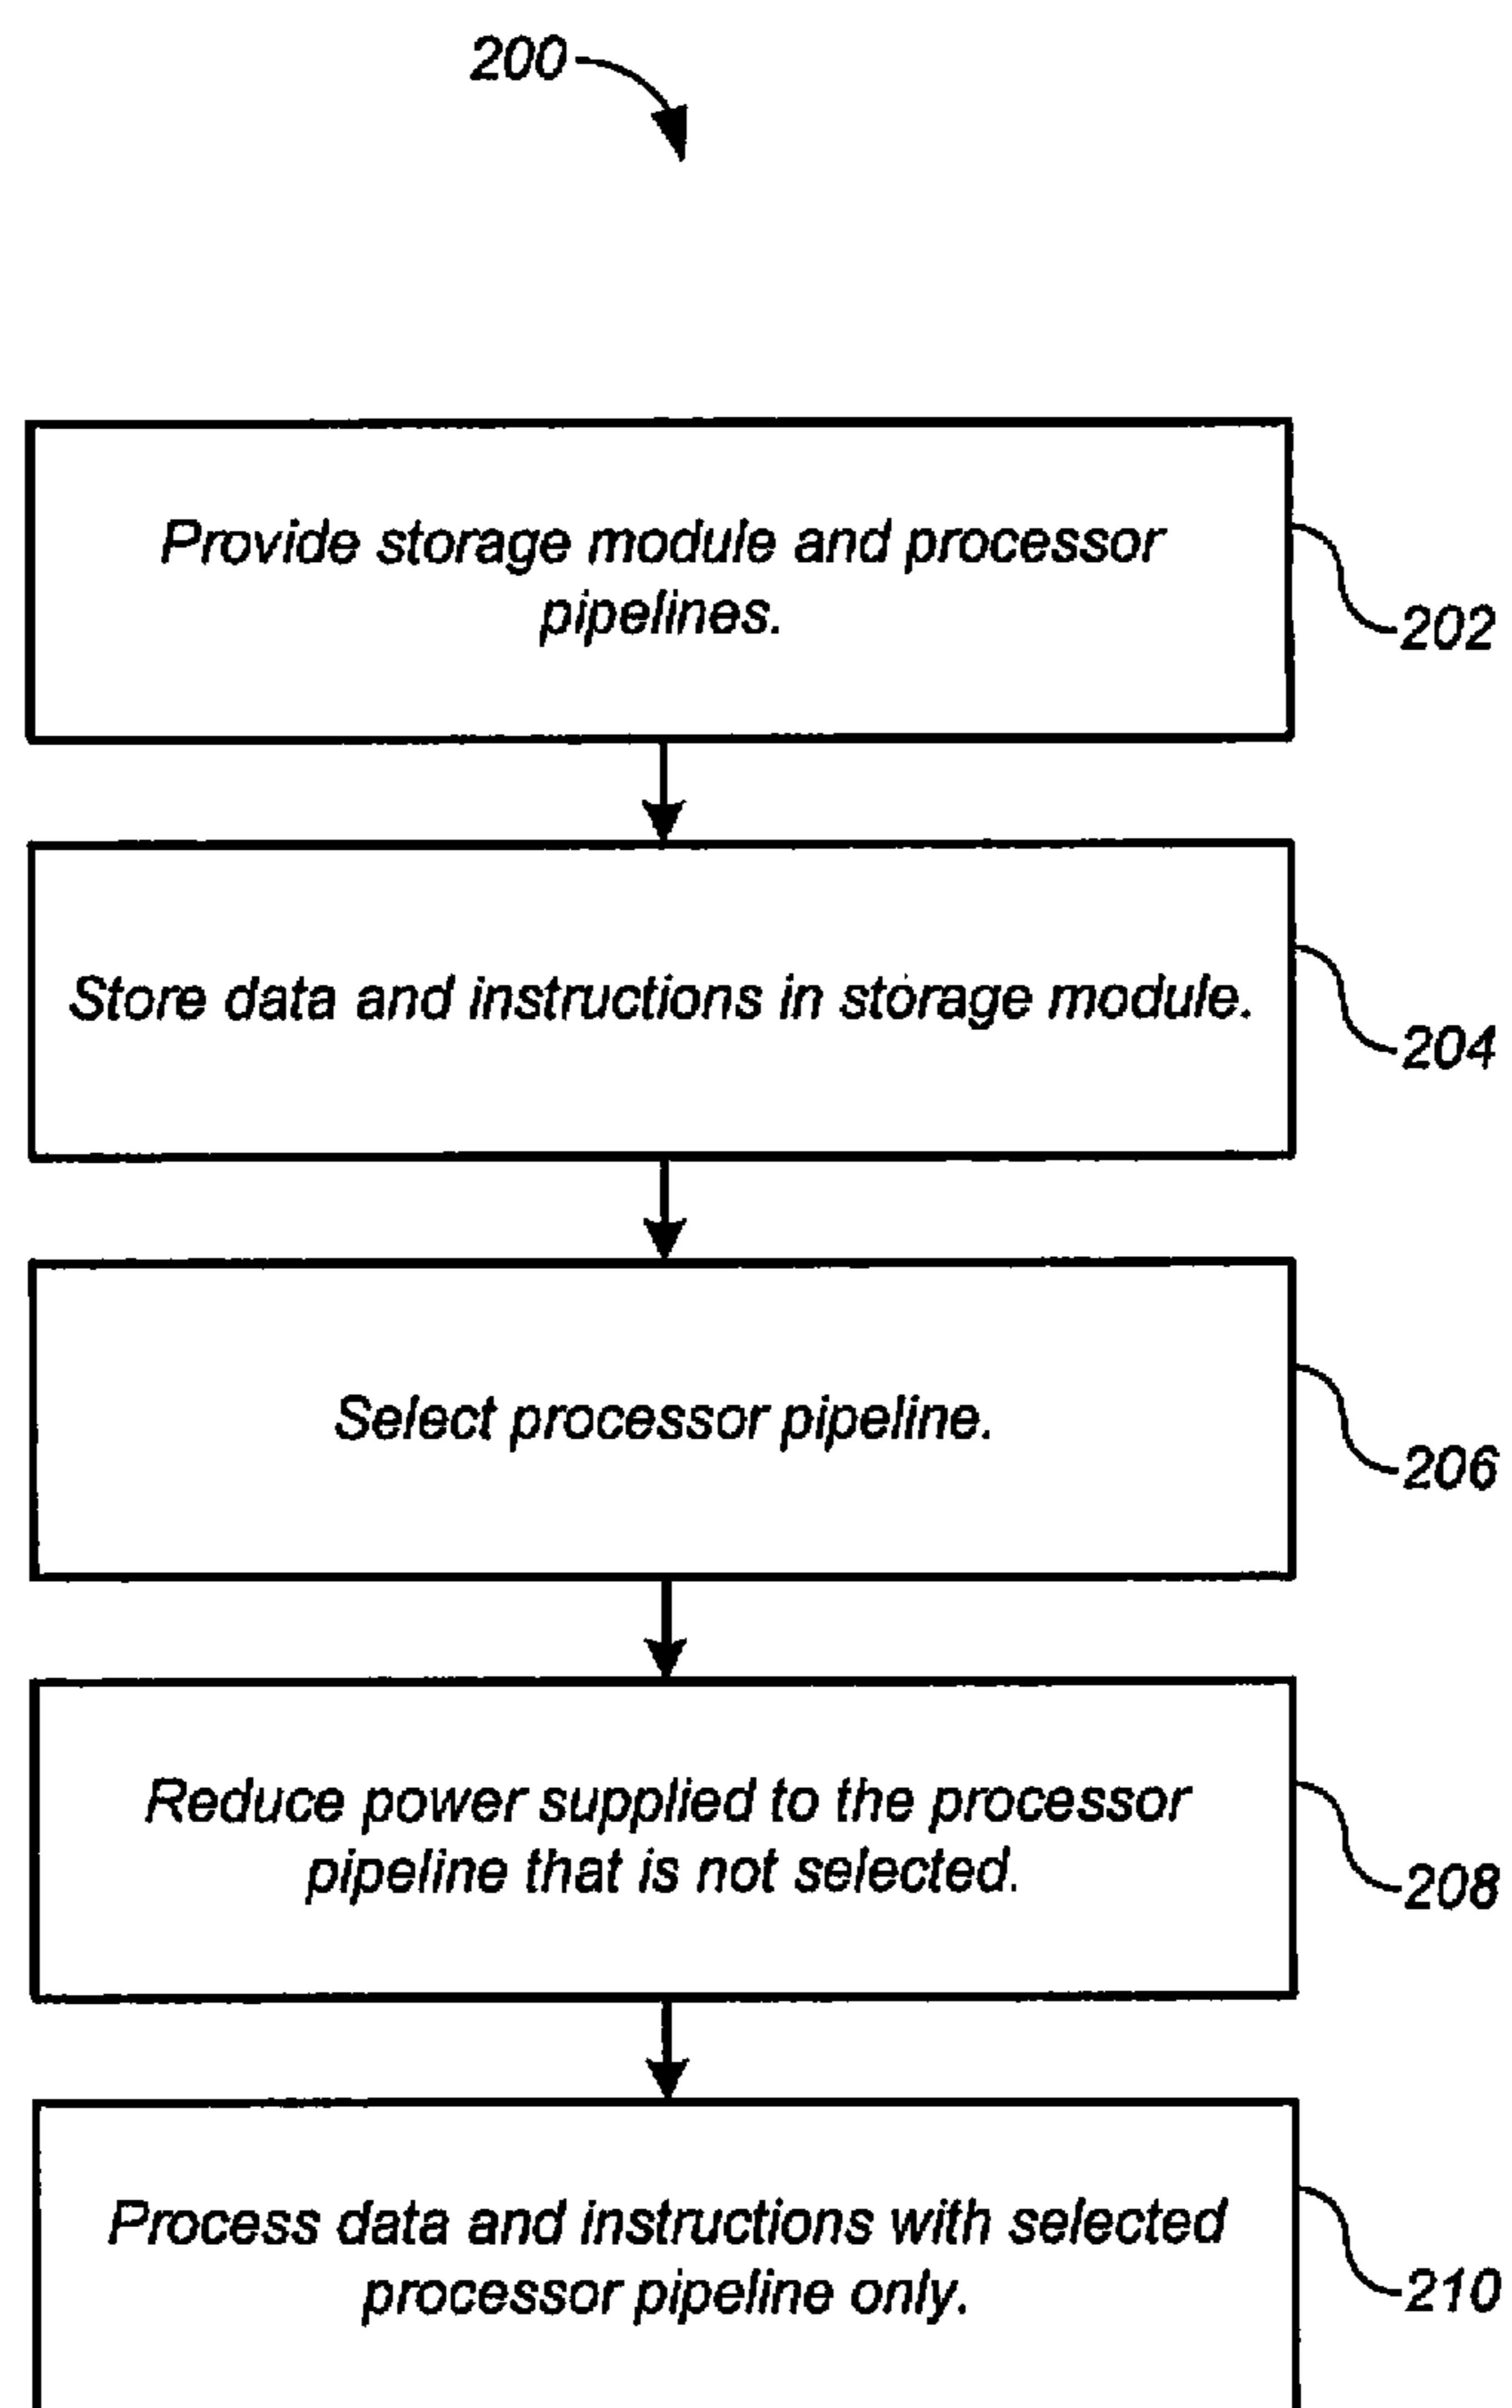 200
Provide storage module and processor
pipelines.
202
Store data and instructions in storage module.
204
Select processor pipeline.
206
Reduce power supplied to the processor
pipeline that is not selected.
208
Process data and instructions with selected
processor pipeline only.
210